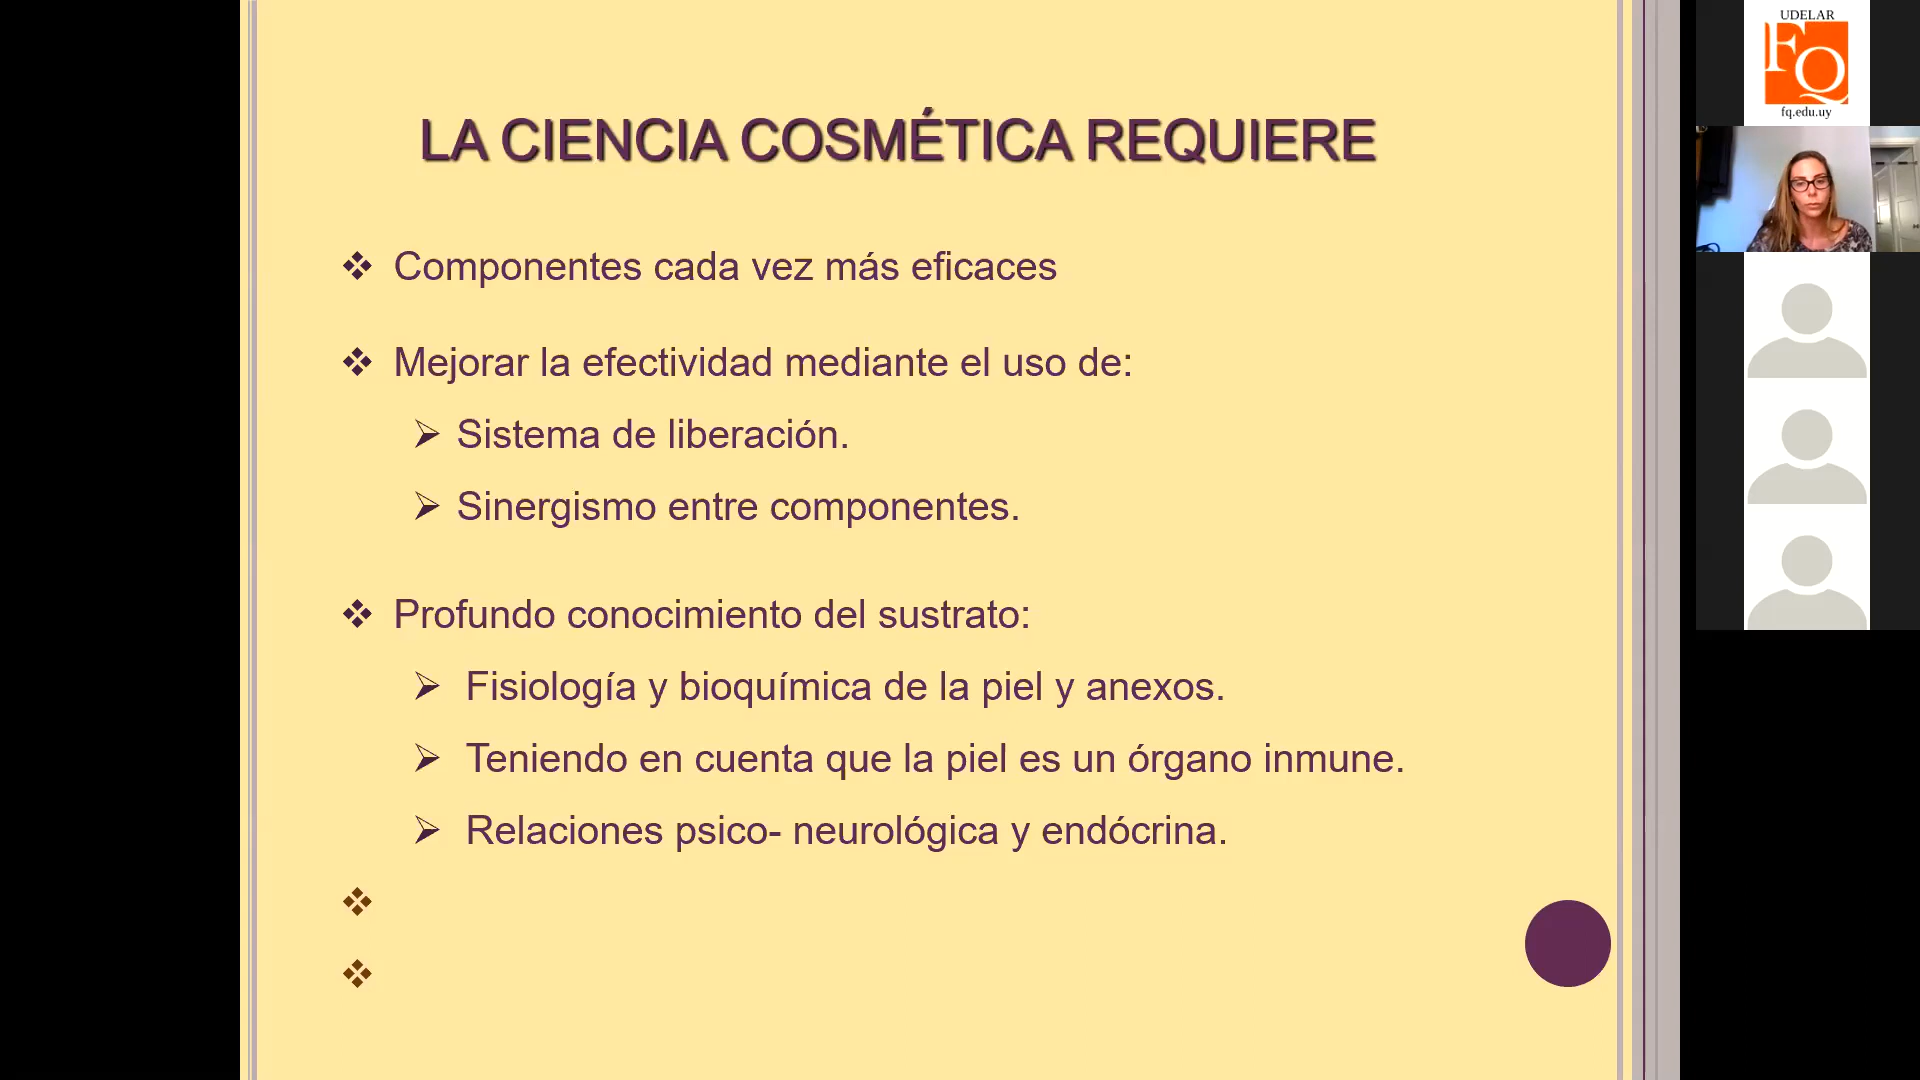 LA CIENCIA COSMÉTICA REQUIERE
Componentes cada vez más eficaces
Mejorar la efectividad mediante el uso de:
Sistema de liberación.
Sinergismo entre componentes.
Profundo conocimiento del sustrato:
Fisiología y bioquímica de la piel y anexos.
Teniendo en cuenta que la piel es un órgano inmune.
Relaciones psico- neurológica y endócrina.
UDELAR
FQ
fq.edu.uy